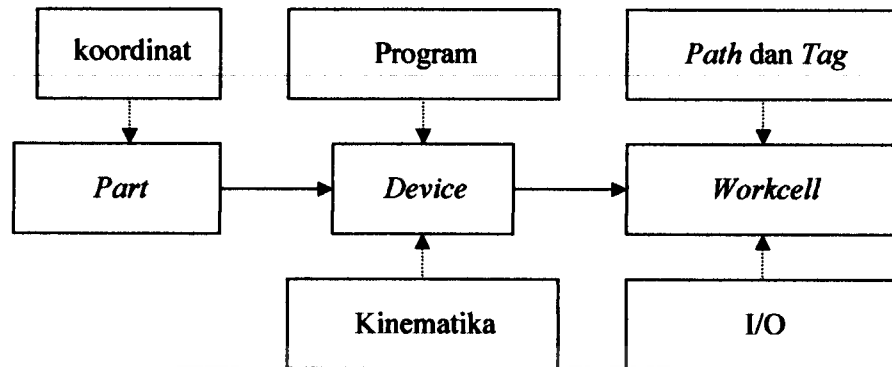 koordinat
Program
Path dan Tag
Part
Device
Workcell
Kinematika
I/O